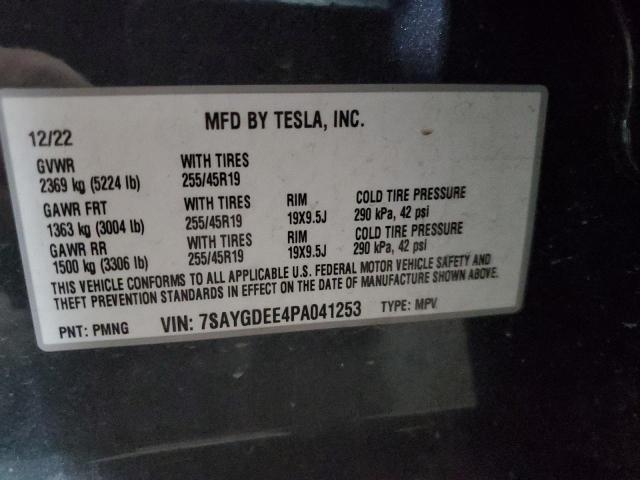 MFD BY TESLA, INC.
12/22
GVWR WITH TIRES
2369 kg (5224 lb) 255/45R19
GAWR FRT WITH TIRES RIM COLD TIRE PRESSURE
1363 kg (3004 lb) 255/45R19 19X9.5J 290 kPa, 42 psi
GAWR RR WITH TIRES RIM COLD TIRE PRESSURE
1500 kg (3306 lb) 255/45R19 19X9.5J 290 kPa, 42 psi
THIS VEHICLE CONFORMS TO ALL APPLICABLE U.S. FEDERAL MOTOR VEHICLE SAFETY AND
THEFT PREVENTION STANDARDS IN EFFECT ON THE DATE OF MANUFACTURE SHOWN ABOVE.
PNT: PMNG VIN: 7SAYGDEE4PA041253 TYPE: MPV